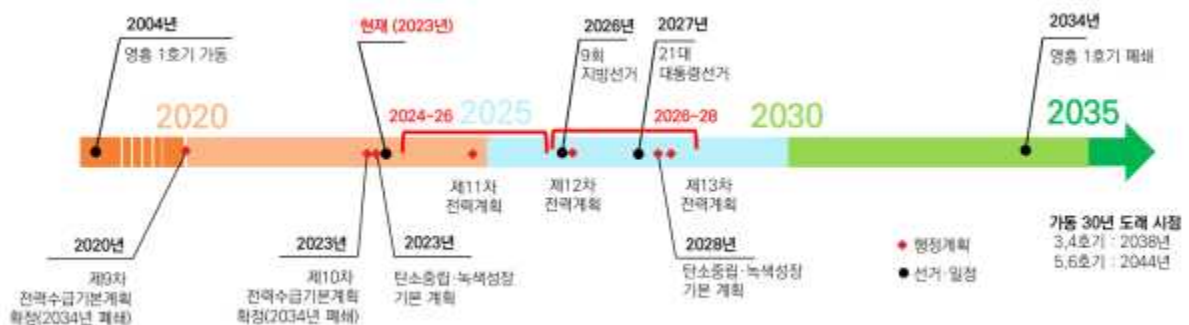 2004년
영흥 1호기 가동
현재 (2023년)
2026년
9회
지방선거
2027년
21대
대통령선거
2034년
영흥 1호기 폐쇄
2020
2024-26
2025
2026-28
2030
2035
제11차
전력계획
제12차
전력계획
제13차
전력계획
2020년
제9차
전력수급기본계획
확정(2034년 폐쇄)
2023년
제10차
전력수급기본계획
확정(2034년 폐쇄)
2023년
탄소중립·녹색성장
기본 계획
2028년
탄소중립·녹색성장
기본 계획
행정계획
선거·일정
가동 30년 도래 시점
3,4호기 : 2038년
5,6호기 : 2044년